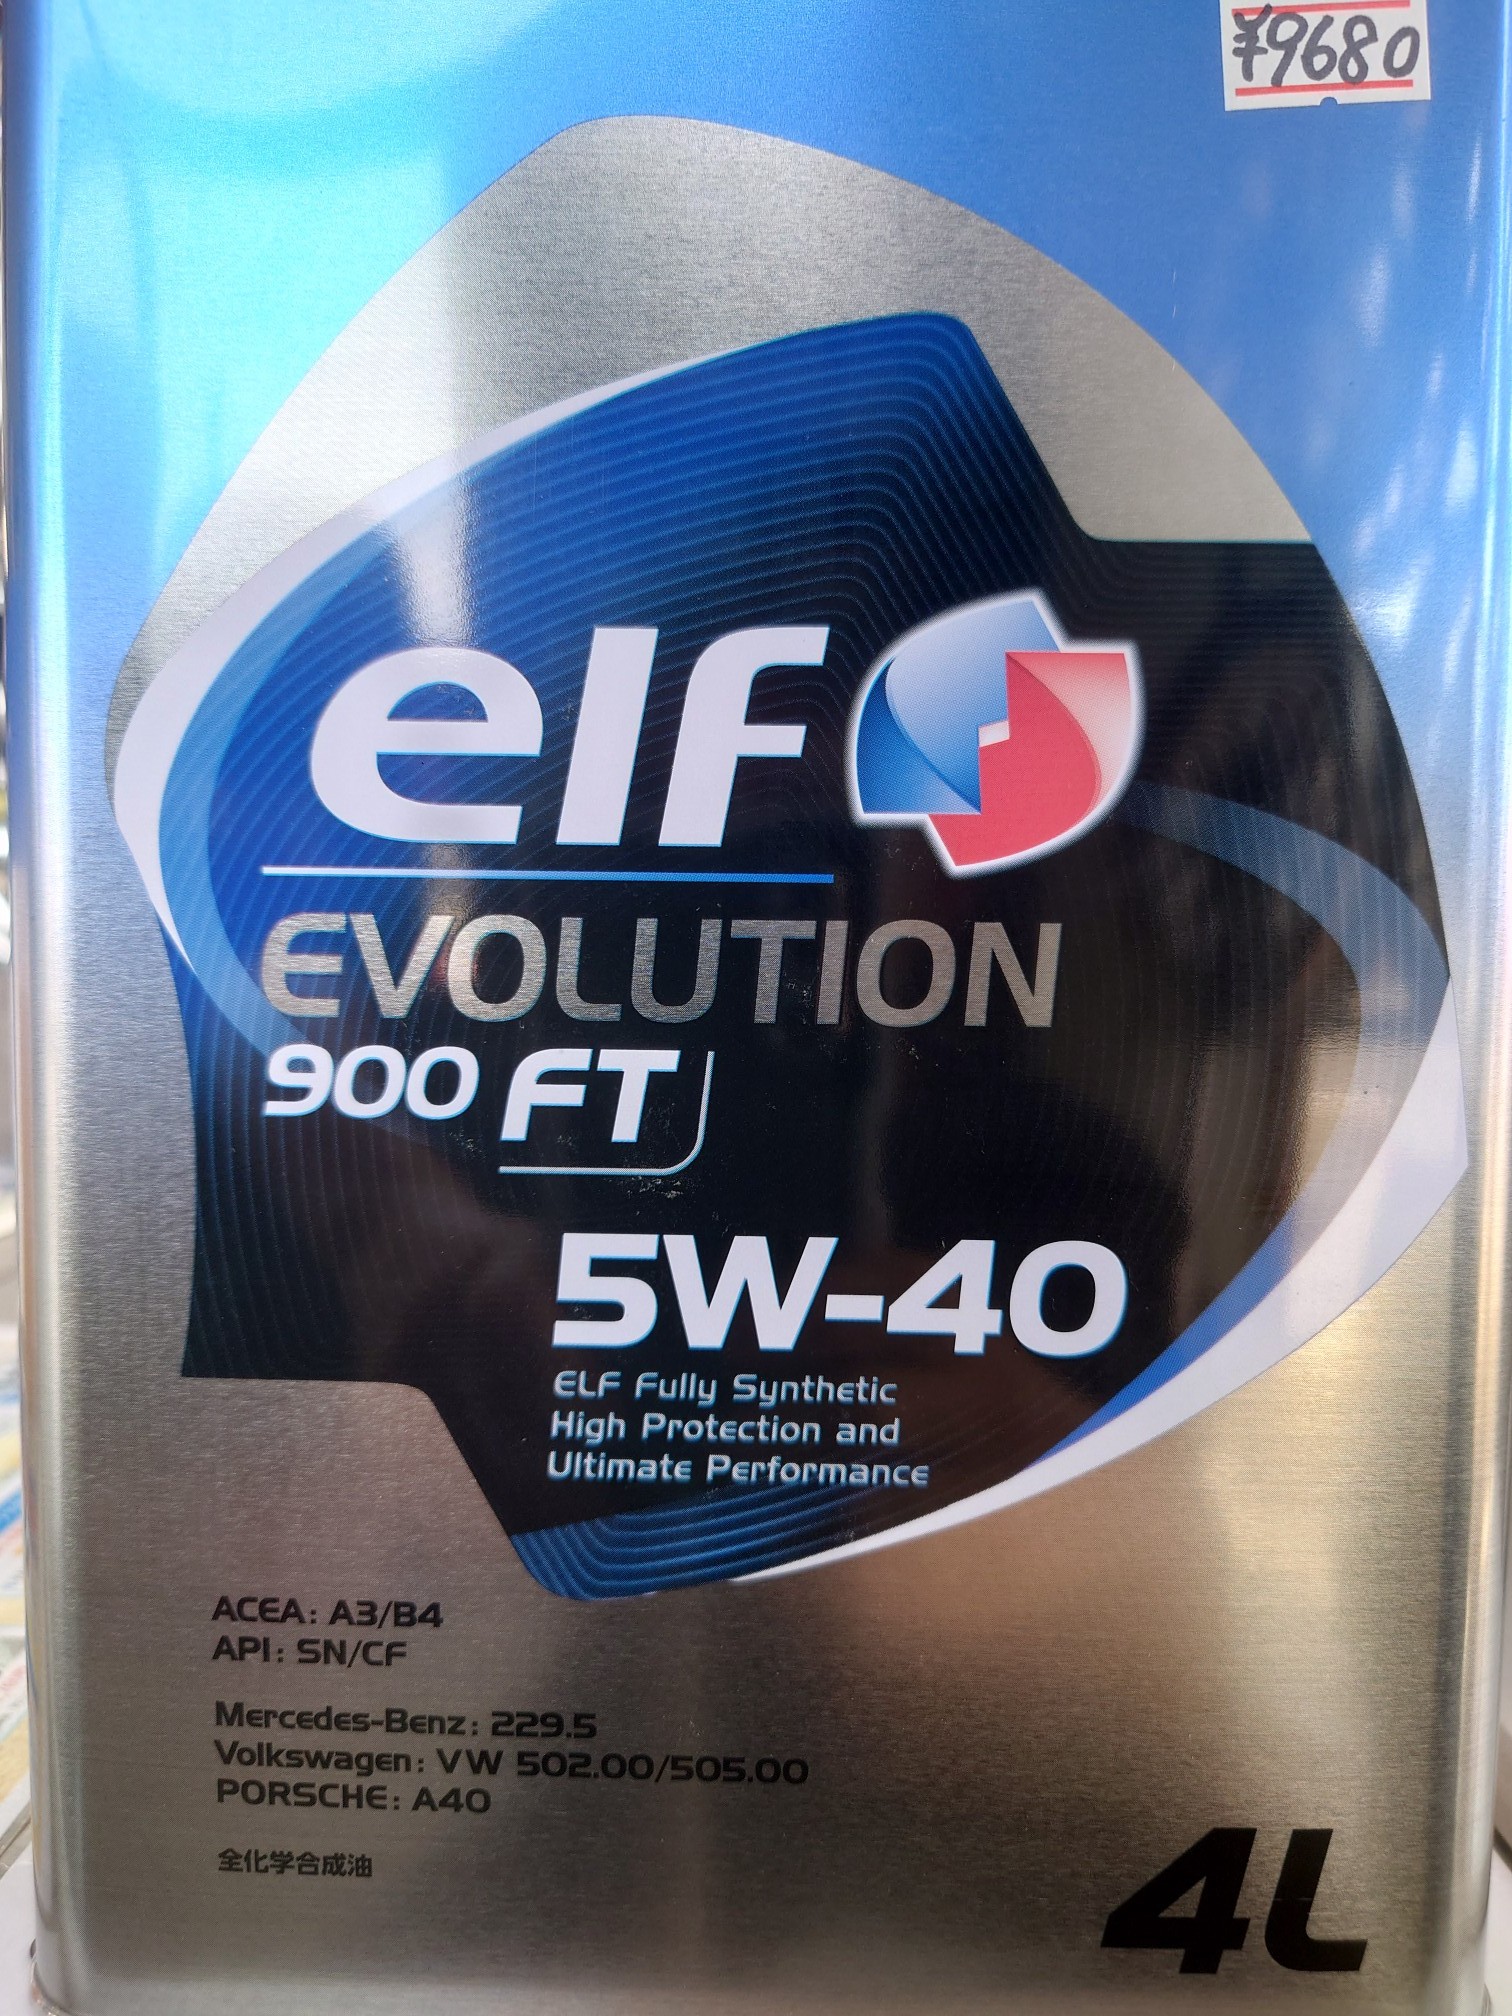 ¥9680
elf
EVOLUTION
900 FT
5W-40
ELF Fully Synthetic
High Protection and
Ultimate Performance
ACEA: A3/B4
API: SN/CF
Mercedes-Benz: 229.5
Volkswagen: VW 502.00/505.00
PORSCHE: A40
全化学合成油
4L